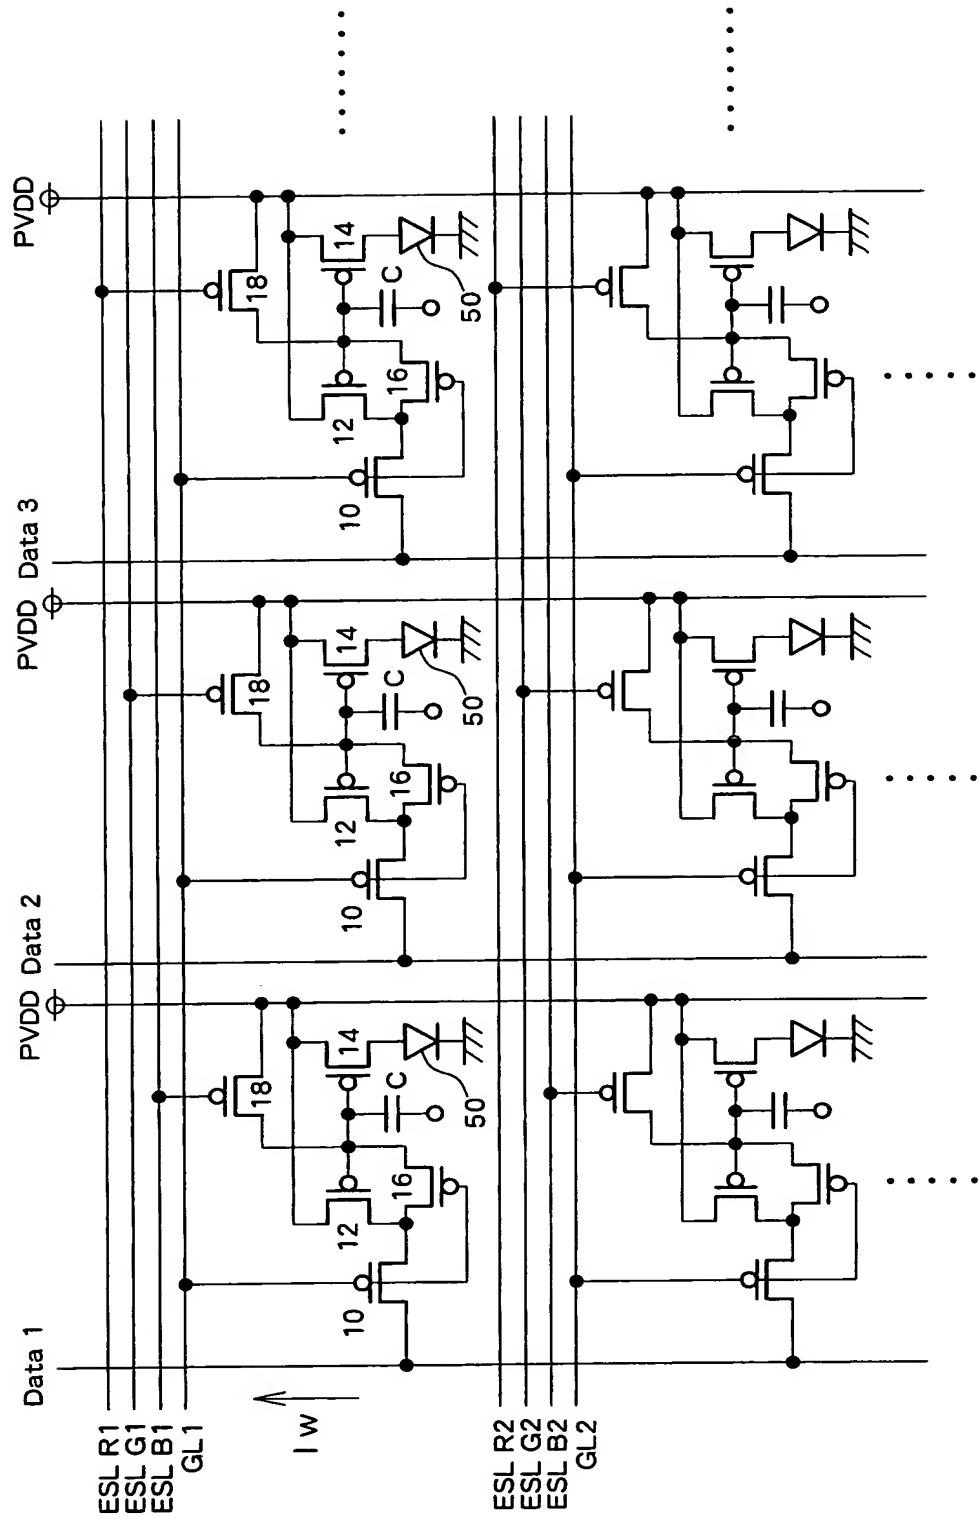 PVDD
PVDD
PVDD
Data 1
Data 2
Data 3
ESL R1
ESL G1
ESL B1
GL1
I W
18
14
12
C
16
10
50
18
14
12
C
16
10
50
18
14
12
C
16
10
50
ESL R2
ESL G2
ESL B2
GL2